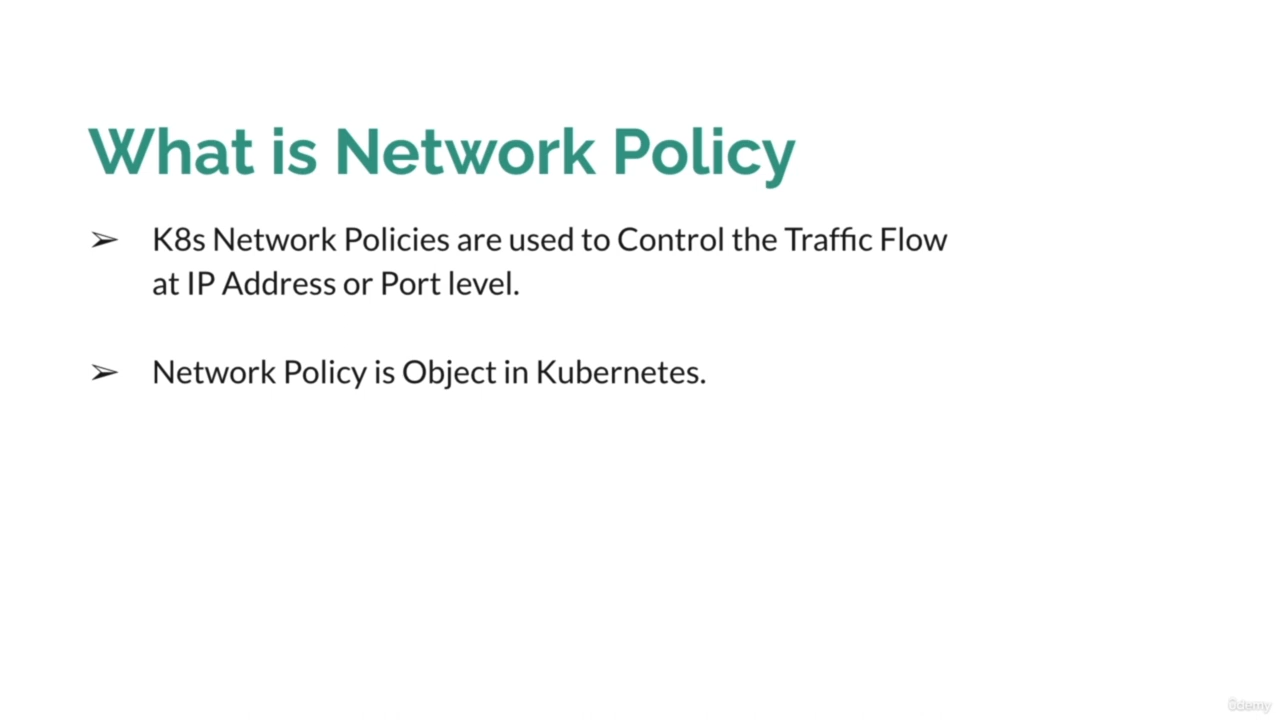 What is Network Policy
➢ K8s Network Policies are used to Control the Traffic Flow
at IP Address or Port level.
➢ Network Policy is Object in Kubernetes.
ûdemy